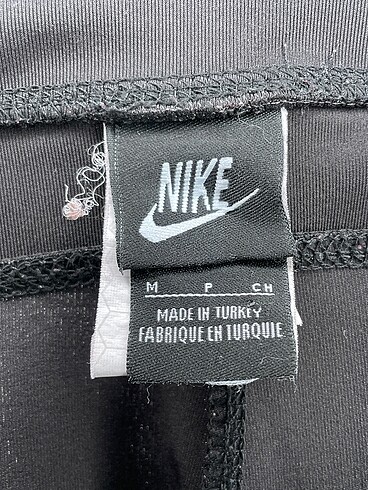 NIKE
M P CH
MADE IN TURKEY
FABRIQUE EN TURQUIE